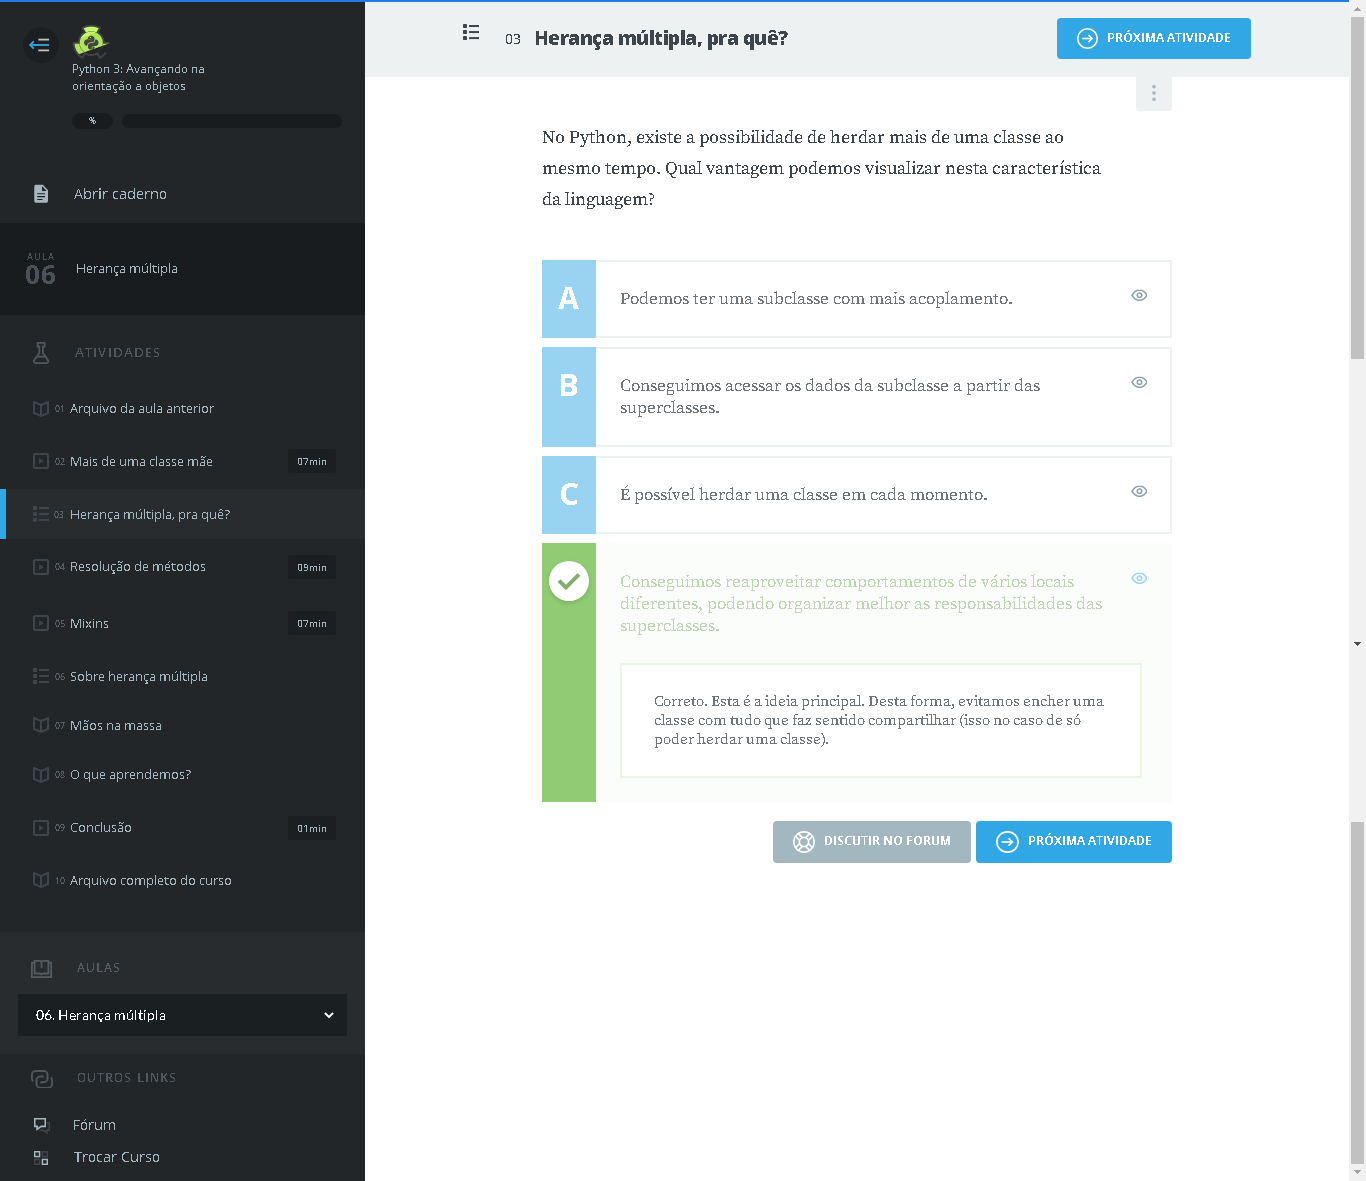 Python 3: Avançando na
orientação a objetos
%
Abrir caderno
AULA
06
Herança múltipla
ATIVIDADES
01 Arquivo da aula anterior
02 Mais de uma classe mãe 07min
03 Herança múltipla, pra quê?
04 Resolução de métodos 09min
05 Mixins 07min
06 Sobre herança múltipla
07 Mãos na massa
08 O que aprendemos?
09 Conclusão 01min
10 Arquivo completo do curso
AULAS
06. Herança múltipla
OUTROS LINKS
Fórum
Trocar Curso
03 Herança múltipla, pra quê?
PRÓXIMA ATIVIDADE
No Python, existe a possibilidade de herdar mais de uma classe ao
mesmo tempo. Qual vantagem podemos visualizar nesta característica
da linguagem?
A Podemos ter uma subclasse com mais acoplamento.
B Conseguimos acessar os dados da subclasse a partir das
superclasses.
C É possível herdar uma classe em cada momento.
Conseguimos reaproveitar comportamentos de vários locais
diferentes, podendo organizar melhor as responsabilidades das
superclasses.
Correto. Esta é a ideia principal. Desta forma, evitamos encher uma
classe com tudo que faz sentido compartilhar (isso no caso de só
poder herdar uma classe).
DISCUTIR NO FORUM
PRÓXIMA ATIVIDADE